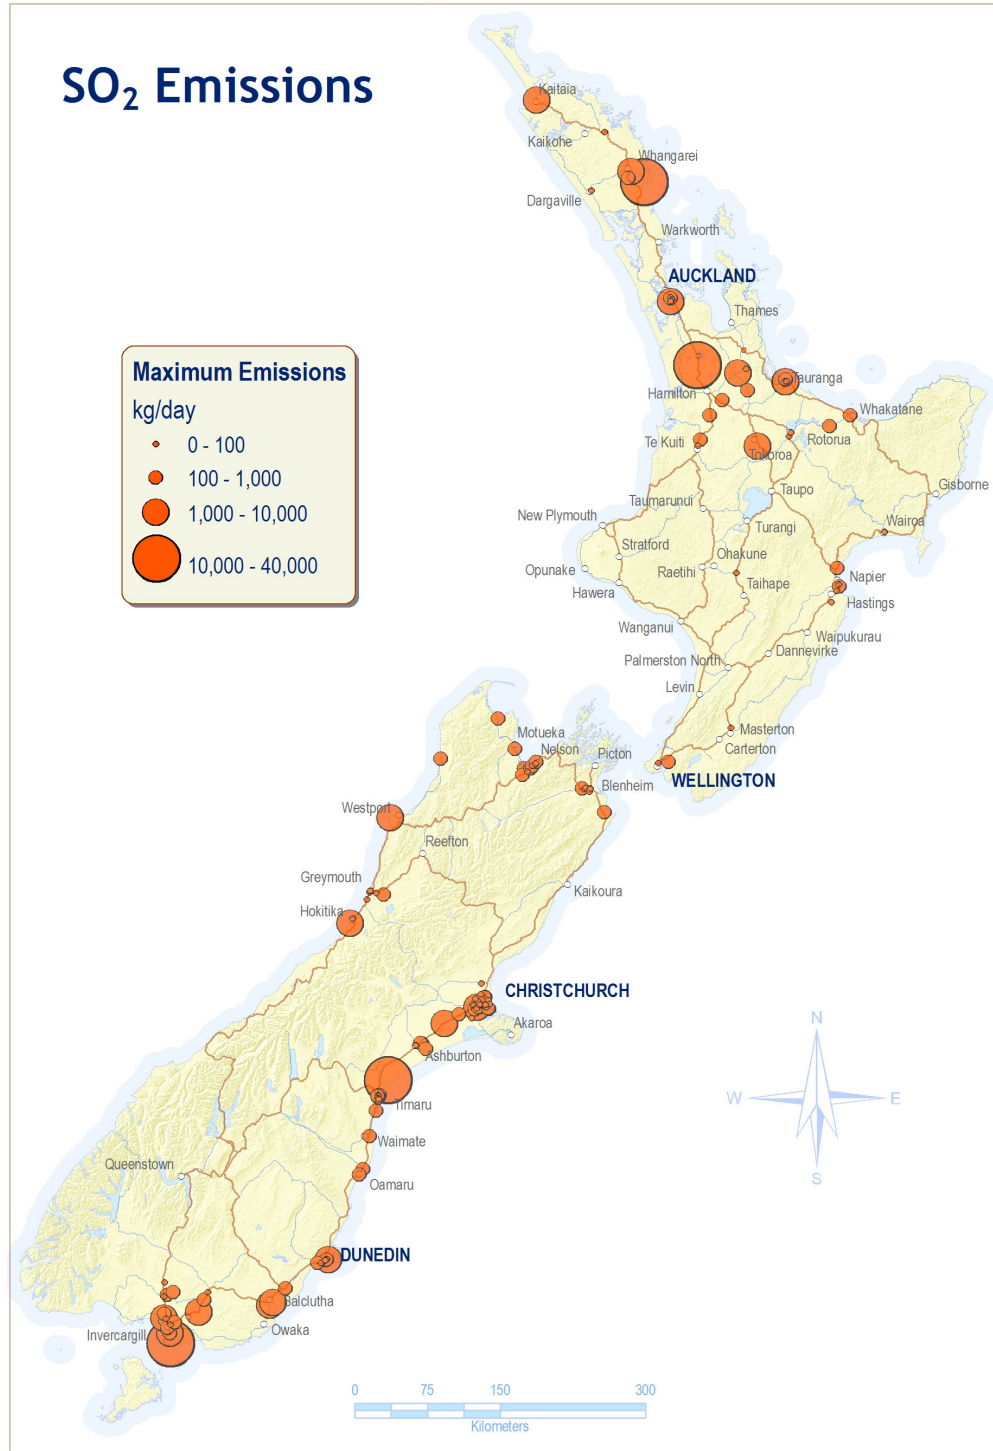 SO₂ Emissions
Kaitaia
Kaikohe
Whangarei
Dargaville
Warkworth
AUCKLAND
Thames
Maximum Emissions
kg/day
0 - 100
100 - 1,000
1,000 - 10,000
10,000 - 40,000
Hamilton
Tauranga
Whakatane
Te Kuiti
Rotorua
Tokoroa
Taupo
Gisborne
Taumarunui
New Plymouth
Turangi
Wairoa
Stratford
Ohakune
Opunake
Raetihi
Napier
Hawera
Taihape
Hastings
Wanganui
Waipukurau
Dannevirke
Palmerston North
Levin
Masterton
Carterton
WELLINGTON
Motueka
Nelson
Picton
Blenheim
Westport
Reefton
Greymouth
Kaikoura
Hokitika
CHRISTCHURCH
Akaroa
Ashburton
Timaru
Waimate
Queenstown
Oamaru
DUNEDIN
Balclutha
Owaka
Invercargill
N
W
E
S
0 75 150 300
Kilometers